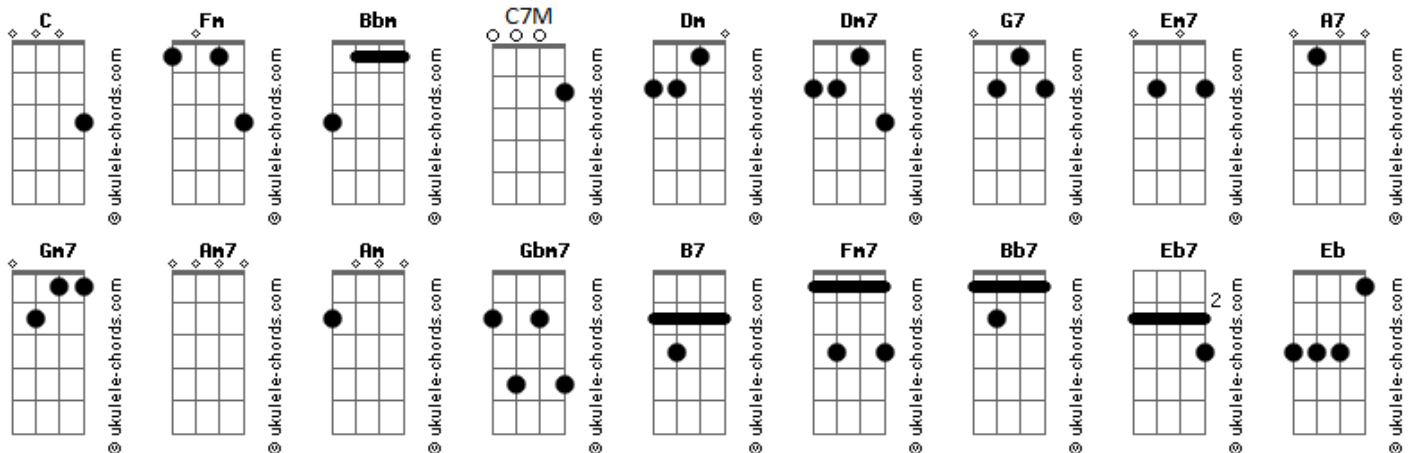 C Fm Bbm C7M Dm Dm7 G7 Em7 A7
© ukulele-chords.com © ukulele-chords.com © ukulele-chords.com © ukulele-chords.com © ukulele-chords.com © ukulele-chords.com © ukulele-chords.com © ukulele-chords.com © ukulele-chords.com
Gm7 Am7 Am Gbm7 B7 Fm7 Bb7 Eb7 Eb
2
© ukulele-chords.com © ukulele-chords.com © ukulele-chords.com © ukulele-chords.com © ukulele-chords.com © ukulele-chords.com © ukulele-chords.com © ukulele-chords.com © ukulele-chords.com